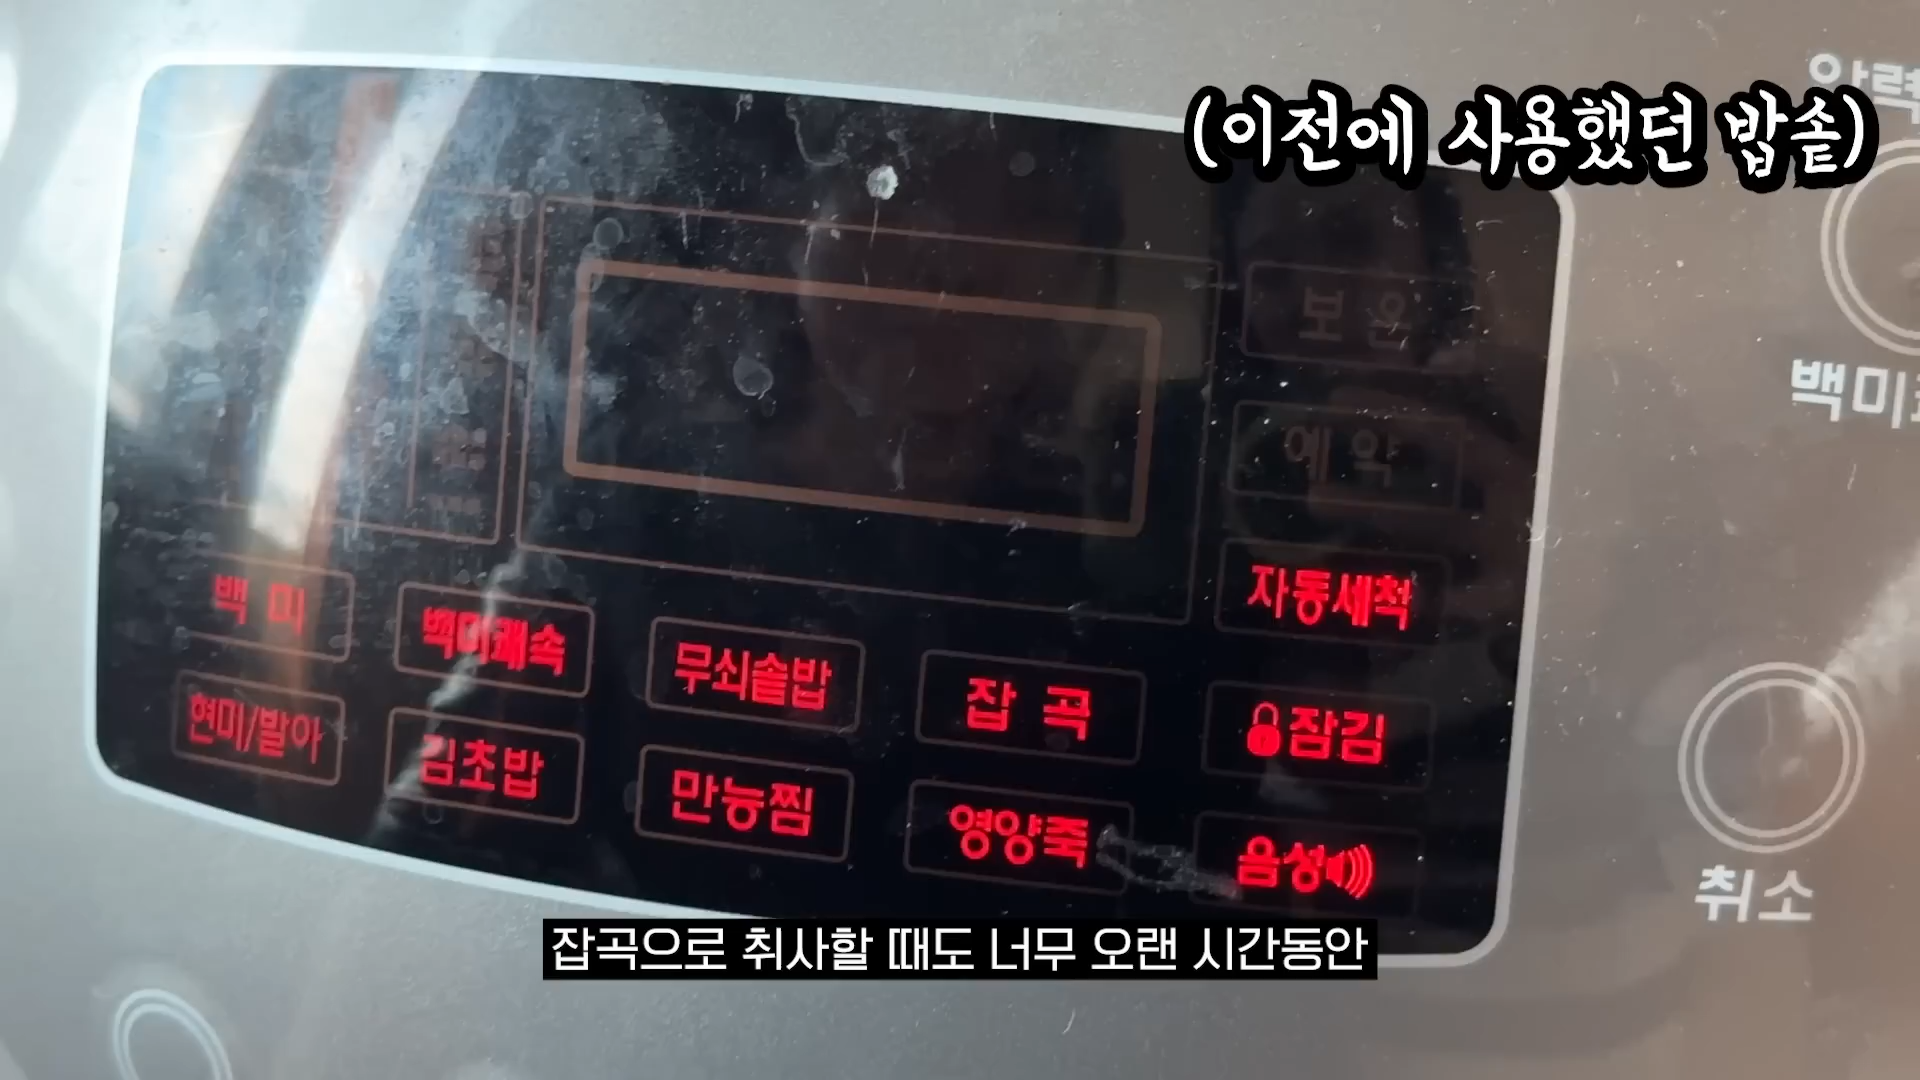 (이전에 사용했던 밥솥)
압력
보온
백미
예약
자동세척
백미
백미쾌속
무쇠솥밥
잡곡
잠김
현미/발아
김초밥
만능찜
영양죽
음성
취소
잡곡으로 취사할 때도 너무 오랜 시간동안